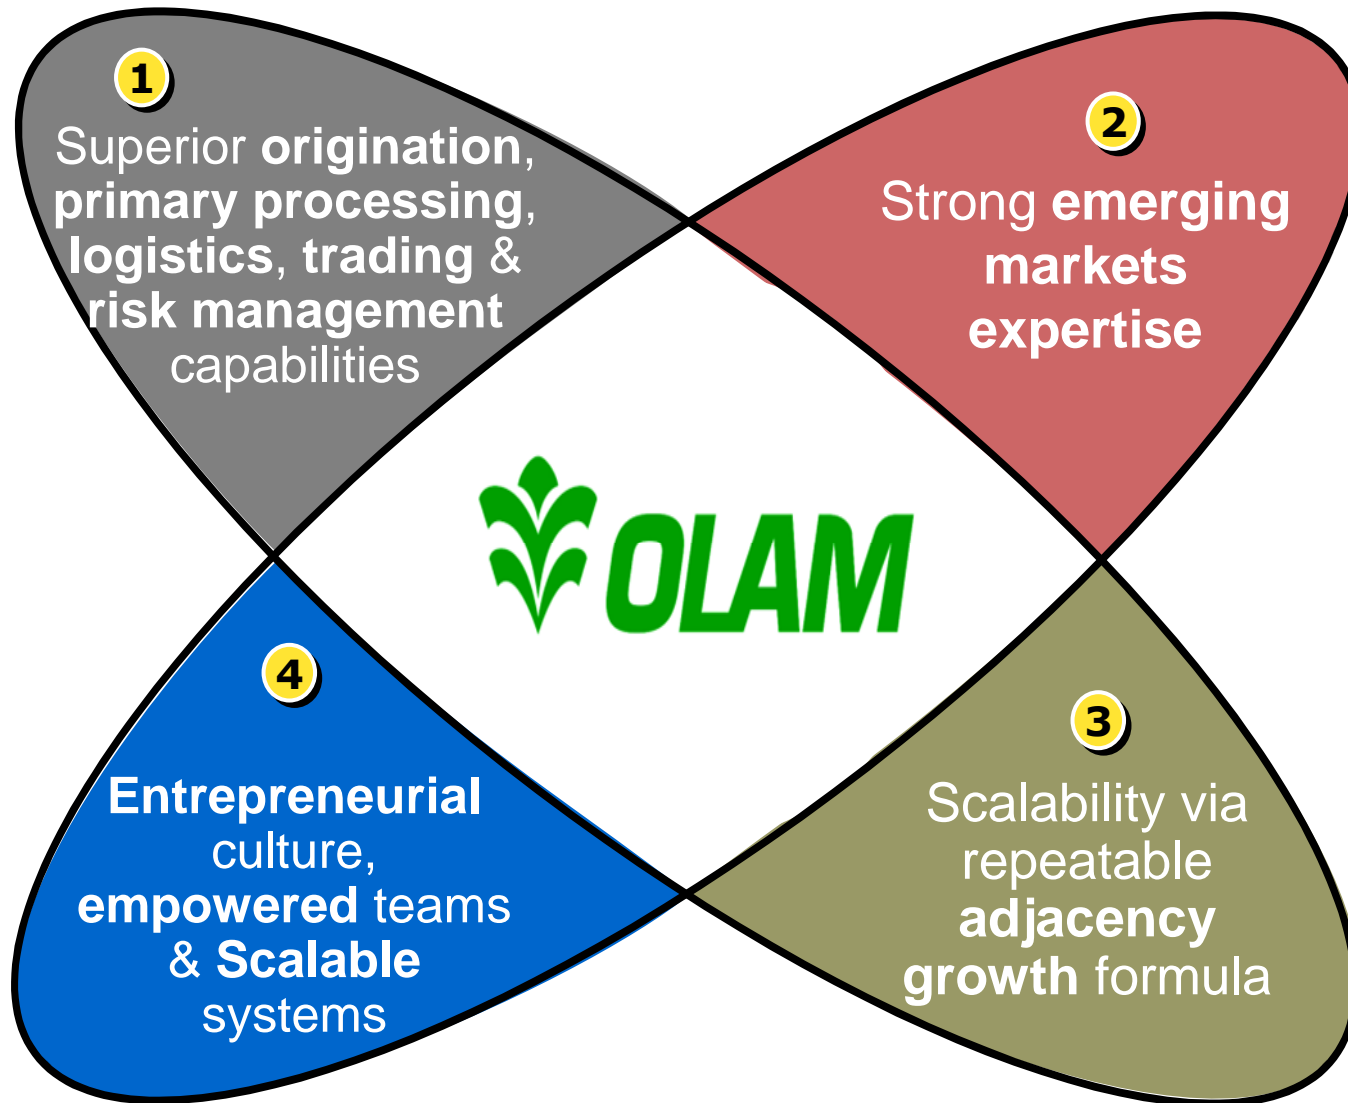 1
Superior origination,
primary processing,
logistics, trading &
risk management
capabilities
2
Strong emerging
markets
expertise
OLAM
4
Entrepreneurial
culture,
empowered teams
& Scalable
systems
3
Scalability via
repeatable
adjacency
growth formula